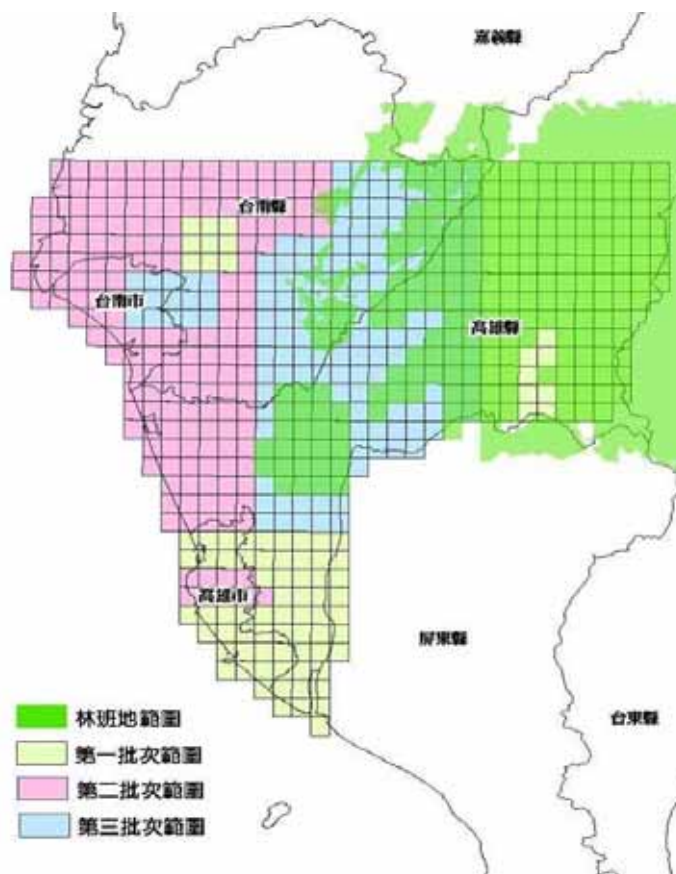 嘉義縣
台南縣
台南市
高雄縣
高雄市
屏東縣
台東縣
林班地範圍
第一批次範圍
第二批次範圍
第三批次範圍